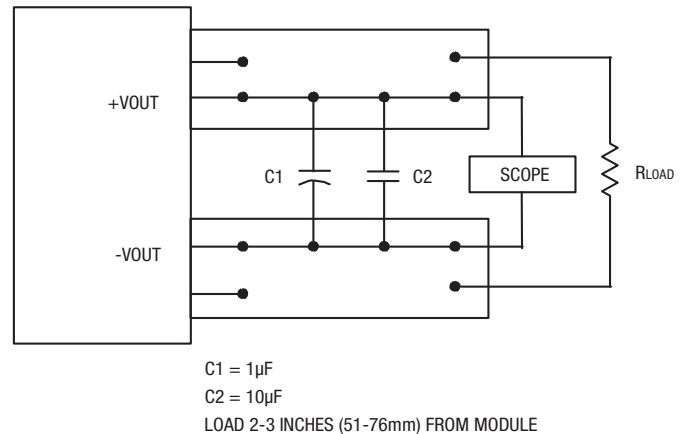 +VOUT
C1
C2
SCOPE
RLOAD
-VOUT
C1 = 1µF
C2 = 10µF
LOAD 2-3 INCHES (51-76mm) FROM MODULE